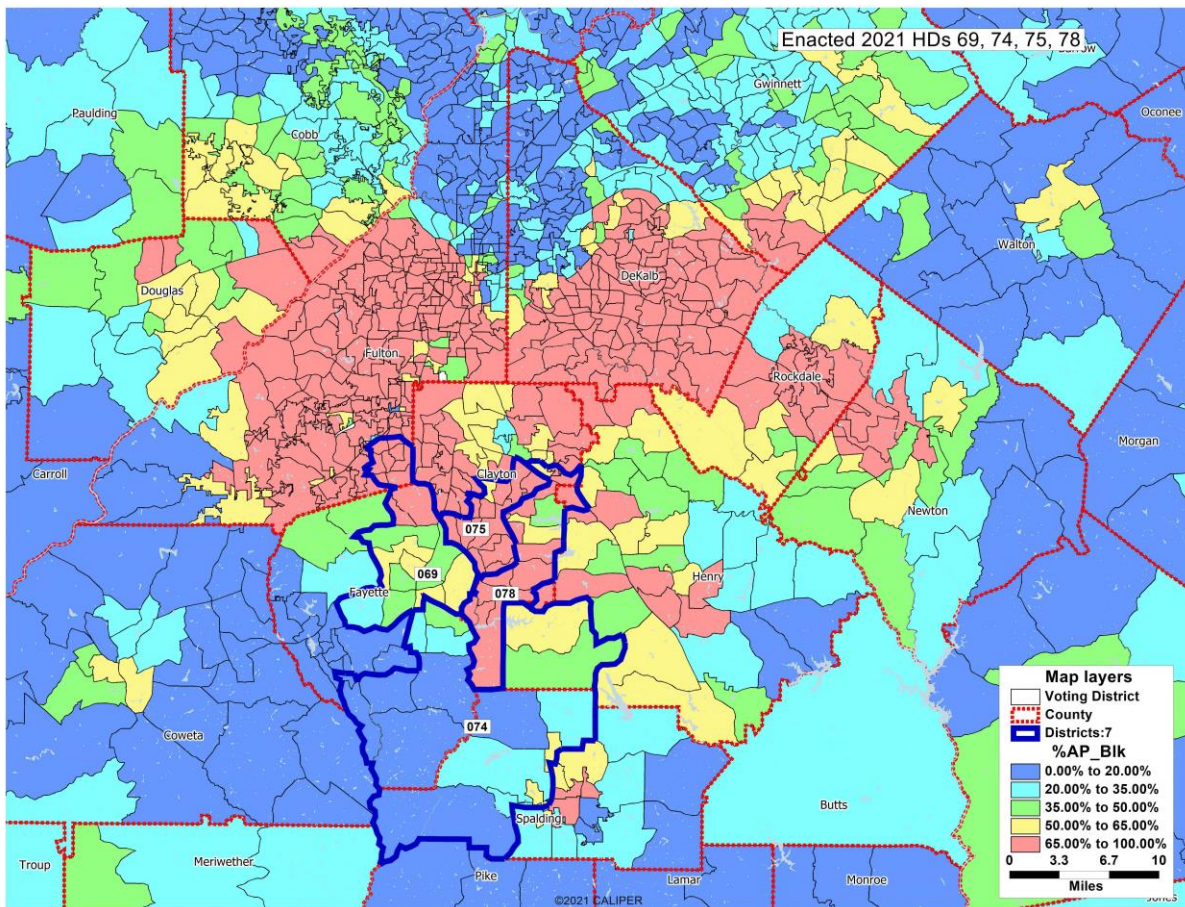 Enacted 2021 HDs 69, 74, 75, 78
Gwinnett
Paulding
Oconee
Cobb
Walton
DeKalb
Douglas
Fulton
Rockdale
Morgan
Carroll
Clayton
Newton
075
069
Henry
Fayette
078
074
Coweta
Butts
Spalding
Troup
Meriwether
Pike
Lamar
Monroe
Jones
Map layers
Voting District
County
Districts:7
%AP_Blk
0.00% to 20.00%
20.00% to 35.00%
35.00% to 50.00%
50.00% to 65.00%
65.00% to 100.00%
0 3.3 6.7 10
Miles
©2021 CALIPER